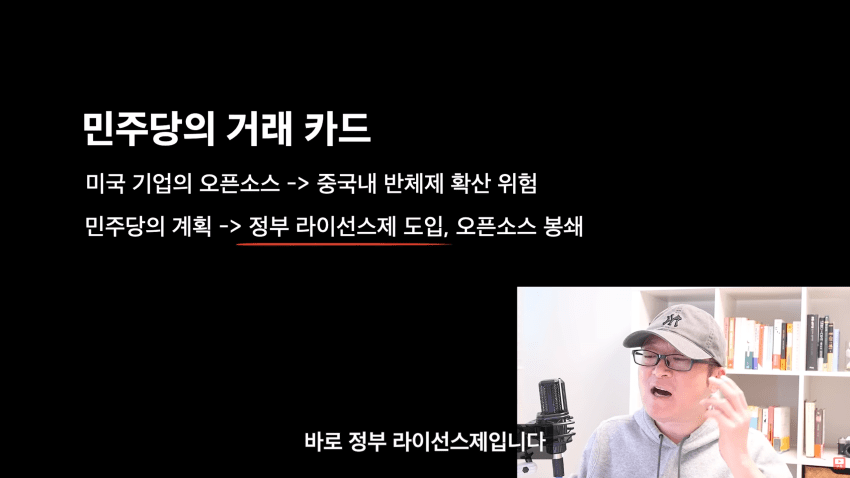 민주당의 거래 카드
미국 기업의 오픈소스 -> 중국내 반체제 확산 위험
민주당의 계획 -> 정부 라이선스제 도입, 오픈소스 봉쇄
바로 정부 라이선스제입니다